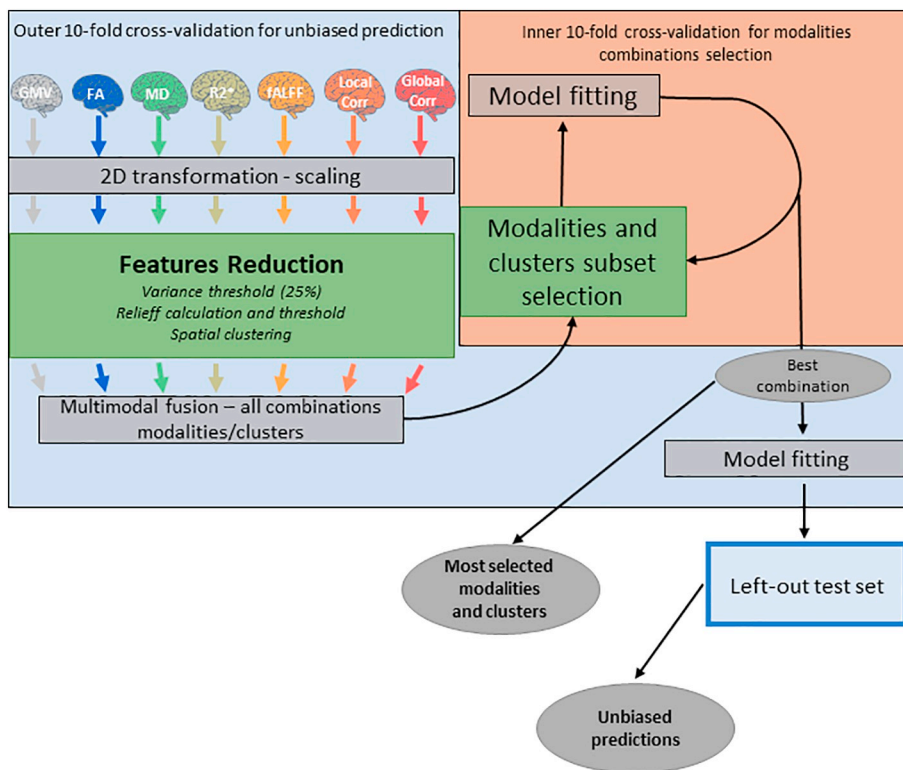 Outer 10-fold cross-validation for unbiased prediction
Inner 10-fold cross-validation for modalities
combinations selection
GMV
FA
MD
R2*
fALFF
Local
Corr
Global
Corr
Model fitting
2D transformation - scaling
Modalities and
clusters subset
selection
Features Reduction
Variance threshold (25%)
Relieff calculation and threshold
Spatial clustering
Multimodal fusion – all combinations
modalities/clusters
Best
combination
Model fitting
Most selected
modalities
and clusters
Left-out test set
Unbiased
predictions